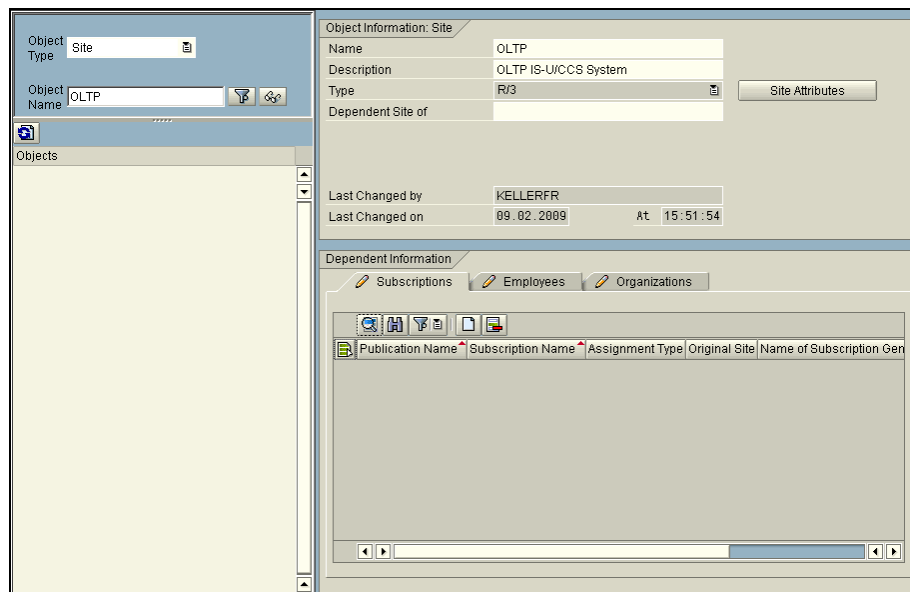 Object Type Site
Object Name OLTP
Objects
Object Information: Site
Name OLTP
Description OLTP IS-U/CCS System
Type R/3 Site Attributes
Dependent Site of
Last Changed by KELLERFR
Last Changed on 09.02.2009 At 15:51:54
Dependent Information
Subscriptions Employees Organizations
Publication Name Subscription Name Assignment Type Original Site Name of Subscription Gen